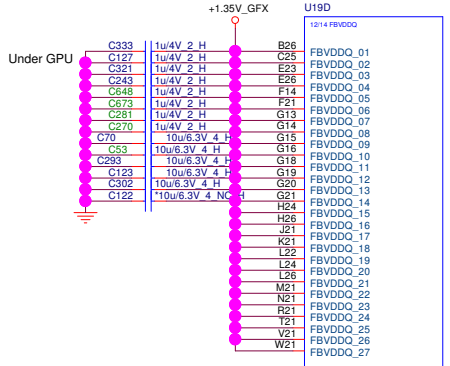 +1.35V_GFX
U19D
12/14 FBVDDQ
Under GPU
C333 1u/4V_2_H B26 FBVDDQ_01
C127 1u/4V_2_H C25 FBVDDQ_02
C321 1u/4V_2_H E23 FBVDDQ_03
C243 1u/4V_2_H E26 FBVDDQ_04
C648 1u/4V_2_H F14 FBVDDQ_05
C673 1u/4V_2_H F21 FBVDDQ_06
C281 1u/4V_2_H G13 FBVDDQ_07
C270 1u/4V_2_H G14 FBVDDQ_08
C70 10u/6.3V_4_H G15 FBVDDQ_09
C53 10u/6.3V_4_H G16 FBVDDQ_10
C293 10u/6.3V_4_H G18 FBVDDQ_11
C123 10u/6.3V_4_H G19 FBVDDQ_12
C302 10u/6.3V_4_H G20 FBVDDQ_13
C122 *10u/6.3V_4_NC_H G21 FBVDDQ_14
H24 FBVDDQ_15
H26 FBVDDQ_16
J21 FBVDDQ_17
K21 FBVDDQ_18
L22 FBVDDQ_19
L24 FBVDDQ_20
L26 FBVDDQ_21
M21 FBVDDQ_22
N21 FBVDDQ_23
R21 FBVDDQ_24
T21 FBVDDQ_25
V21 FBVDDQ_26
W21 FBVDDQ_27